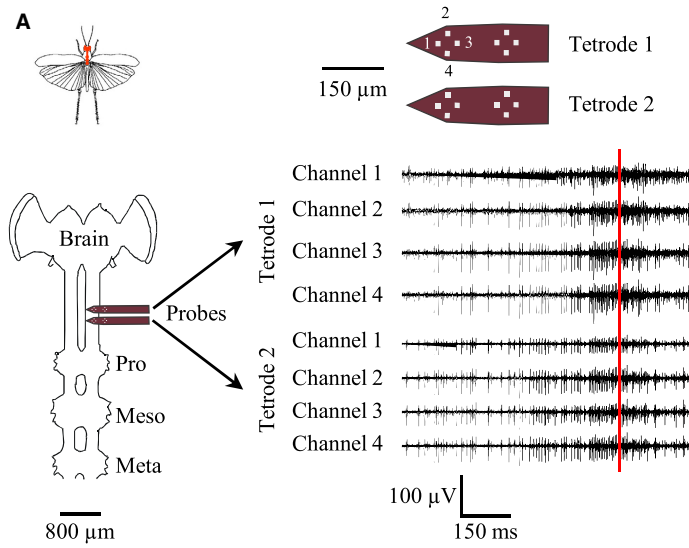 A
2
1
3
4
Tetrode 1
150 µm
Tetrode 2
Brain
Probes
Pro
Meso
Meta
800 µm
Tetrode 1
Channel 1
Channel 2
Channel 3
Channel 4
Tetrode 2
Channel 1
Channel 2
Channel 3
Channel 4
100 µV
150 ms